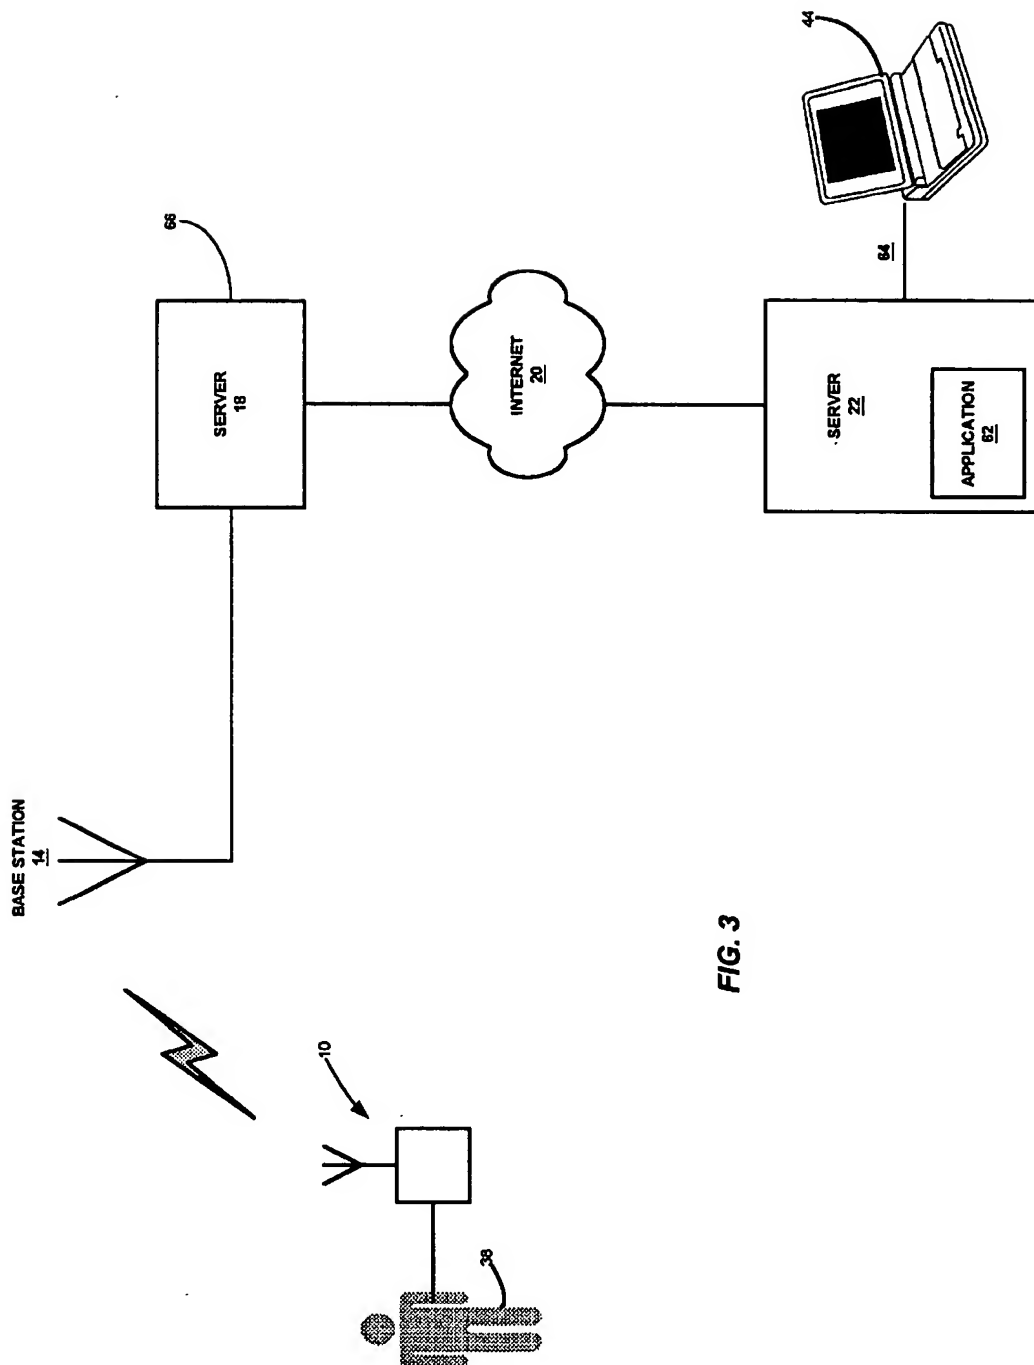 BASE STATION
14
10
38
SERVER
18
66
INTERNET
20
SERVER
22
APPLICATION
62
64
44
FIG. 3